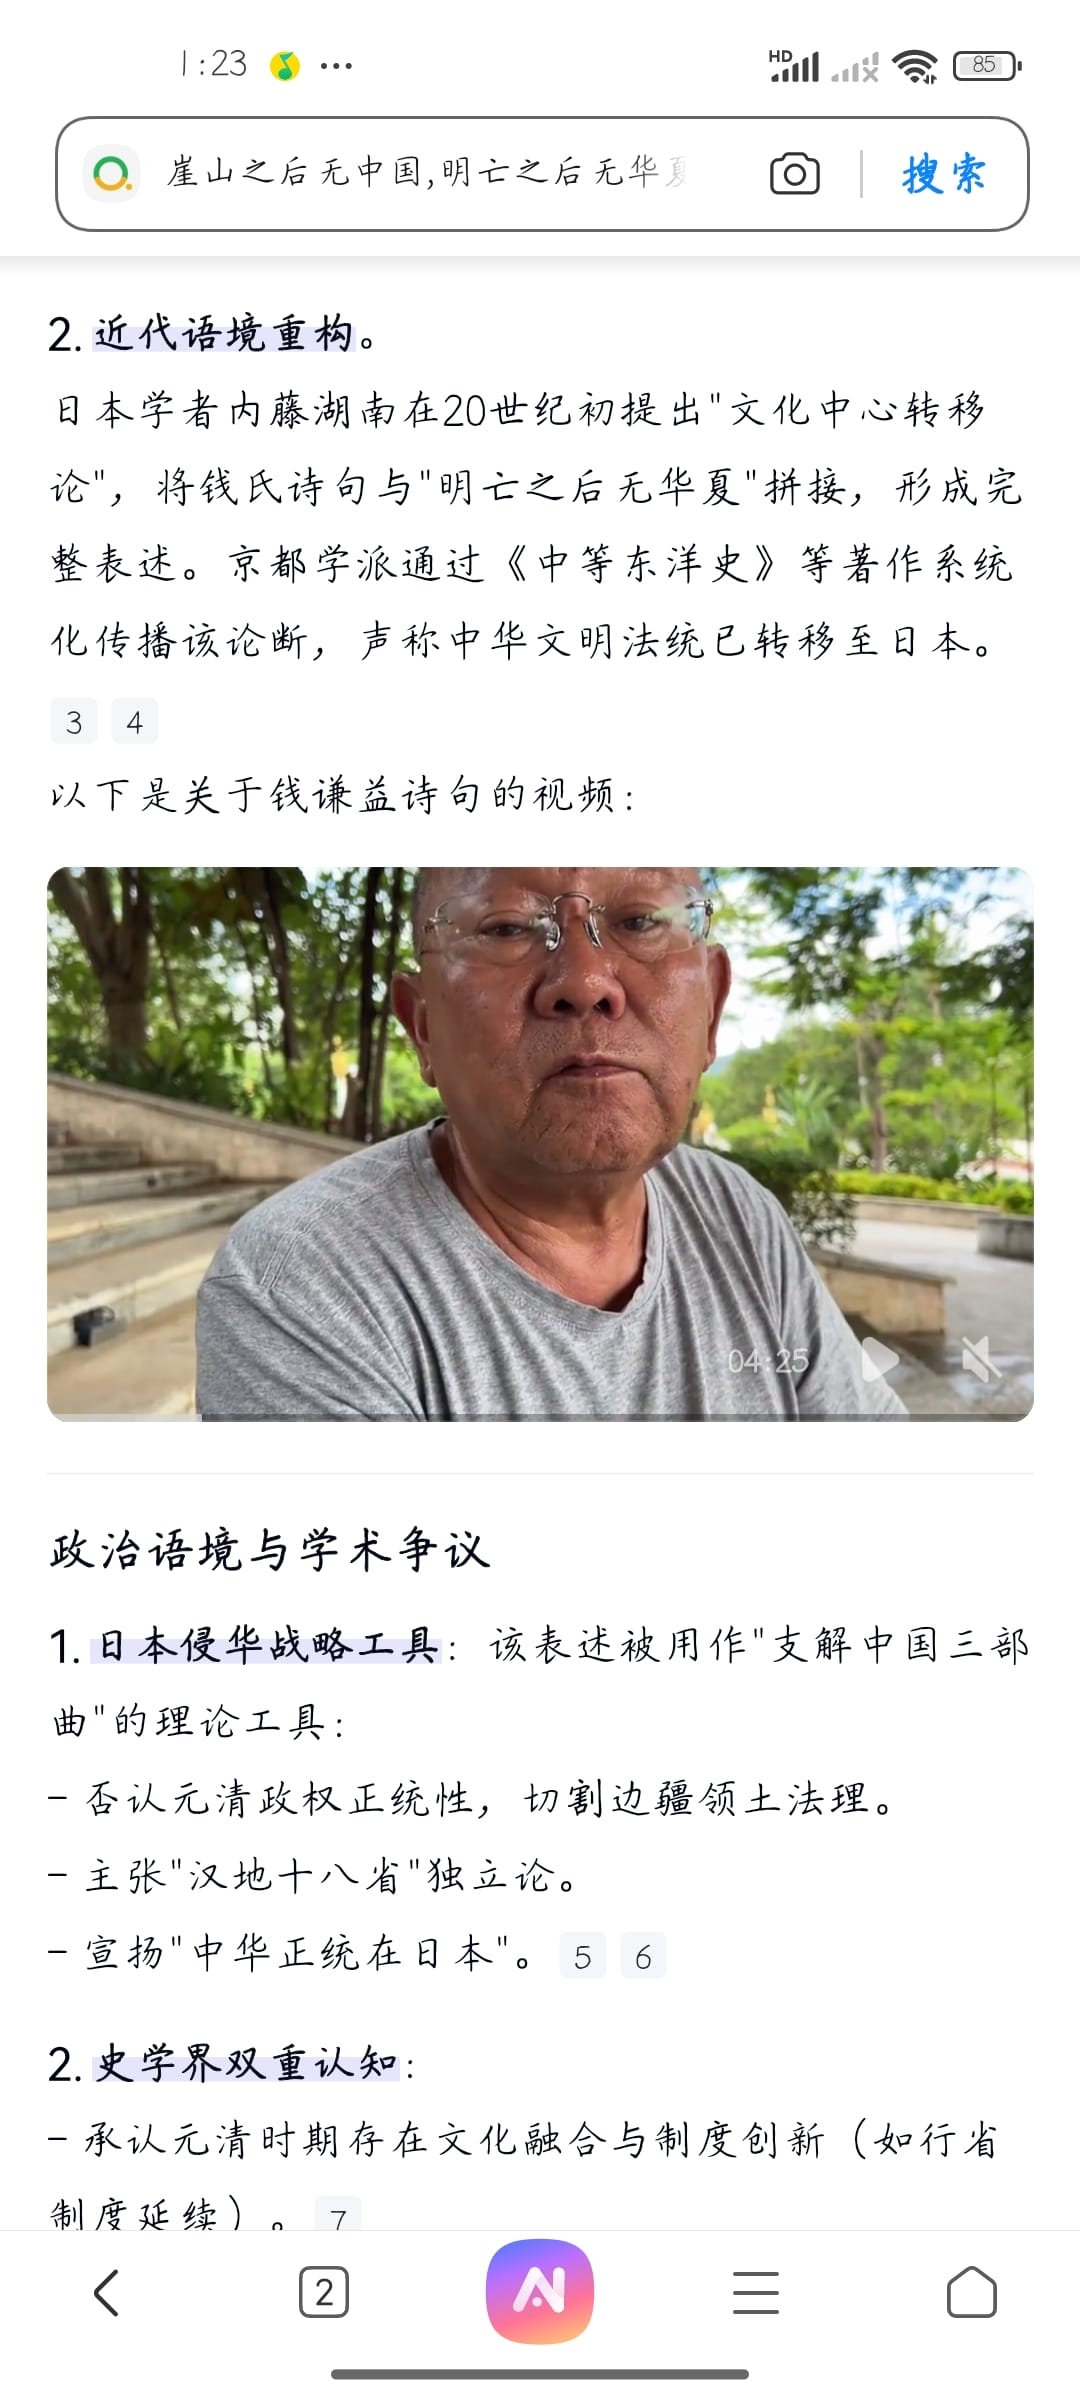 1:23
HD
85
崖山之后无中国,明亡之后无华夏
搜索
2. 近代语境重构。
日本学者内藤湖南在20世纪初提出"文化中心转移
论"，将钱氏诗句与"明亡之后无华夏"拼接，形成完
整表述。京都学派通过《中等东洋史》等著作系统
化传播该论断，声称中华文明法统已转移至日本。
3 4
以下是关于钱谦益诗句的视频：
04:25
政治语境与学术争议
1. 日本侵华战略工具：该表述被用作"支解中国三部
曲"的理论工具：
- 否认元清政权正统性，切割边疆领土法理。
- 主张"汉地十八省"独立论。
- 宣扬"中华正统在日本"。 5 6
2. 史学界双重认知：
- 承认元清时期存在文化融合与制度创新（如行省
制度延续）。 7
2